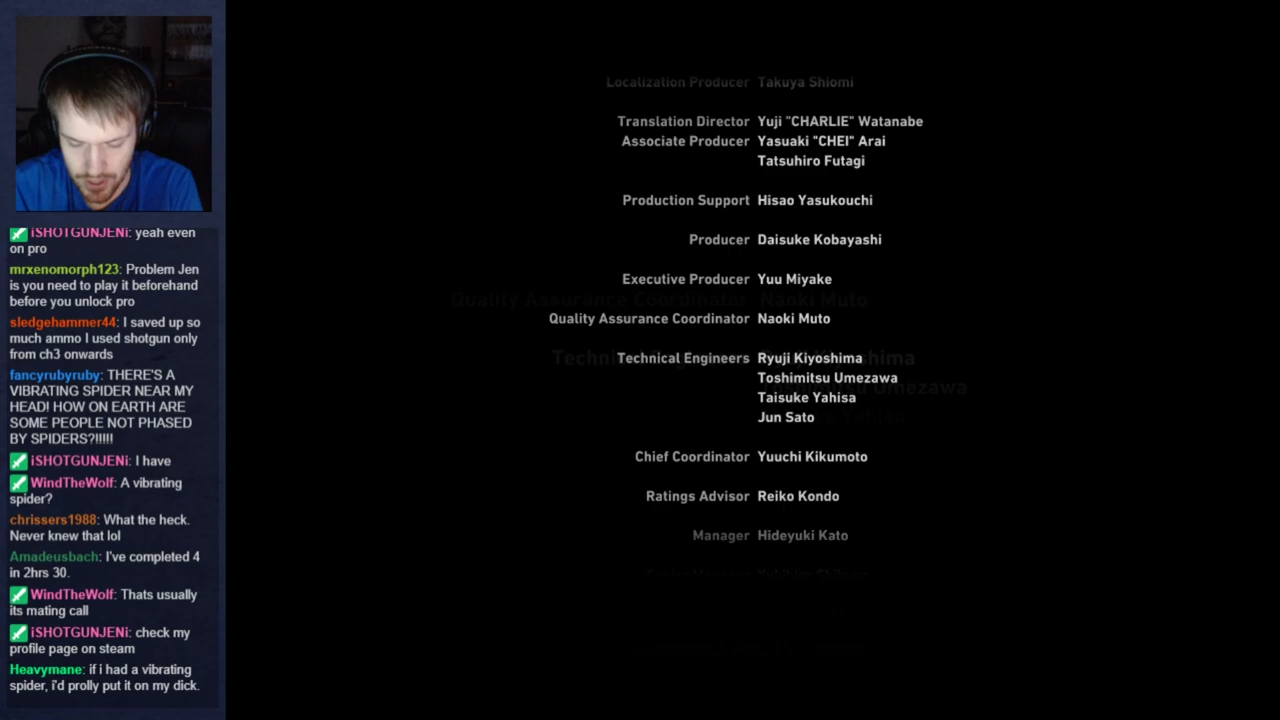 iSHOTGUNJENi: yeah even
on pro
mrxenomorph123: Problem Jen
is you need to play it beforehand
before you unlock pro
sledgehammer44: I saved up so
much ammo I used shotgun only
from ch3 onwards
fancyrubyruby: THERE'S A
VIBRATING SPIDER NEAR MY
HEAD! HOW ON EARTH ARE
SOME PEOPLE NOT PHASED
BY SPIDERS?!!!!!
iSHOTGUNJENi: I have
WindTheWolf: A vibrating
spider?
chrissers1988: What the heck.
Never knew that lol
Amadeusbach: I've completed 4
in 2hrs 30.
WindTheWolf: Thats usually
its mating call
iSHOTGUNJENi: check my
profile page on steam
Heavymane: if i had a vibrating
spider, i'd prolly put it on my dick.
Localization Producer Takuya Shiomi
Translation Director Yuji "CHARLIE" Watanabe
Associate Producer Yasuaki "CHEI" Arai
Tatsuhiro Futagi
Production Support Hisao Yasukouchi
Producer Daisuke Kobayashi
Executive Producer Yuu Miyake
Quality Assurance Coordinator Naoki Muto
Quality Assurance Coordinator Naoki Muto
Technical Engineers Ryuji Kiyoshima
Toshimitsu Umezawa
Taisuke Yahisa
Jun Sato
Chief Coordinator Yuuchi Kikumoto
Ratings Advisor Reiko Kondo
Manager Hideyuki Kato